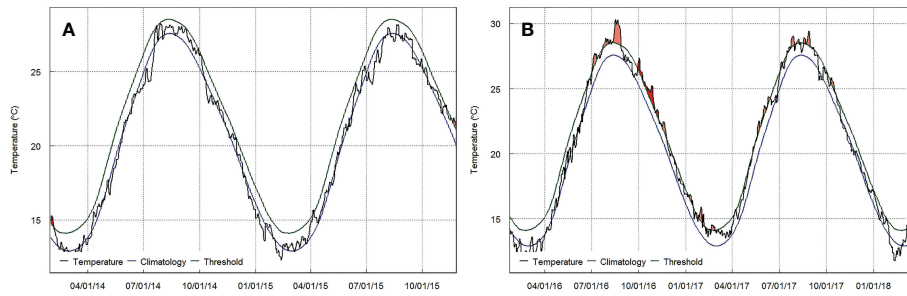 A
25
20
15
Temperature (ºC)
Temperature Climatology Threshold
04/01/14 07/01/14 10/01/14 01/01/15 04/01/15 07/01/15 10/01/15
B
30
25
20
15
Temperature (ºC)
Temperature Climatology Threshold
04/01/16 07/01/16 10/01/16 01/01/17 04/01/17 07/01/17 10/01/17 01/01/18